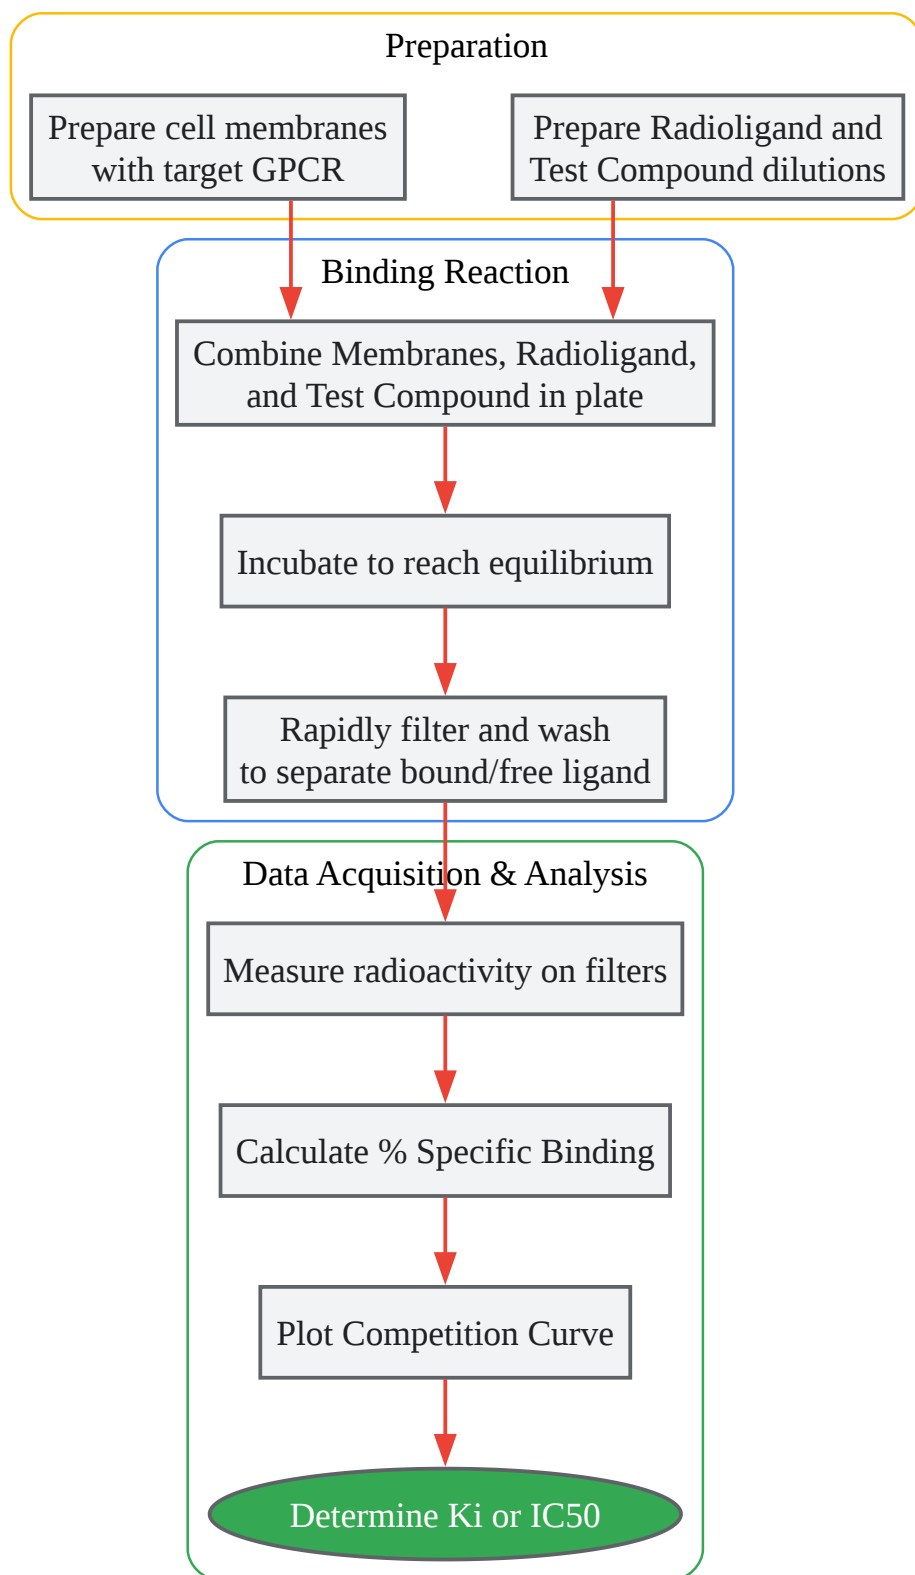 Preparation
Prepare cell membranes
with target GPCR
Prepare Radioligand and
Test Compound dilutions
Binding Reaction
Combine Membranes, Radioligand,
and Test Compound in plate
Incubate to reach equilibrium
Rapidly filter and wash
to separate bound/free ligand
Data Acquisition & Analysis
Measure radioactivity on filters
Calculate % Specific Binding
Plot Competition Curve
Determine Ki or IC50